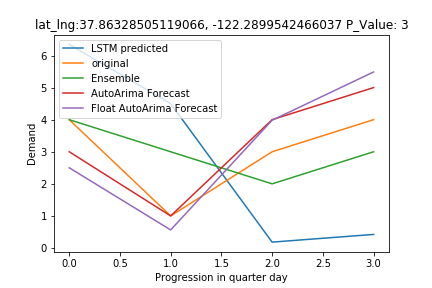 lat_lng:37.86328505119066, -122.2899542466037 P_Value: 3
6
5
4
3
2
1
0
Demand
LSTM predicted
original
Ensemble
AutoArima Forecast
Float AutoArima Forecast
0.0 0.5 1.0 1.5 2.0 2.5 3.0
Progression in quarter day